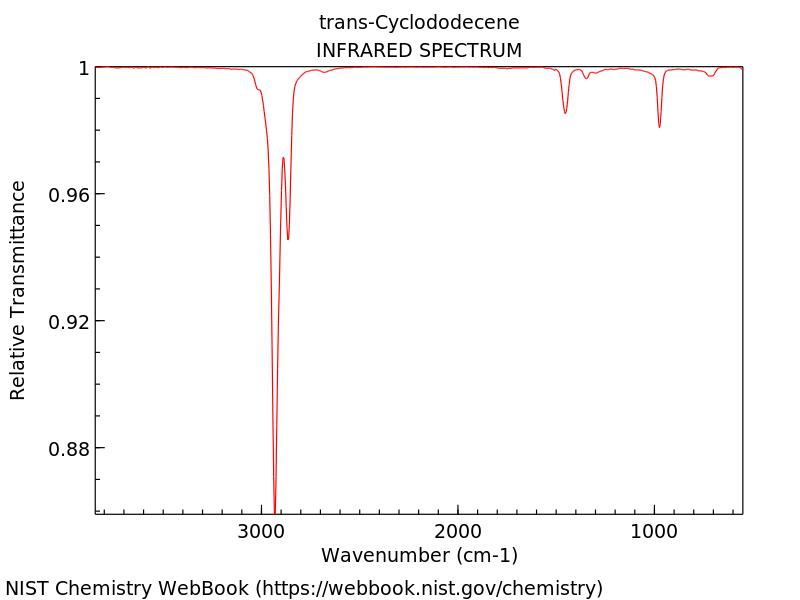 trans-Cyclododecene
INFRARED SPECTRUM
1
0.96
0.92
0.88
Relative Transmittance
3000 2000 1000
Wavenumber (cm-1)
NIST Chemistry WebBook (https://webbook.nist.gov/chemistry)